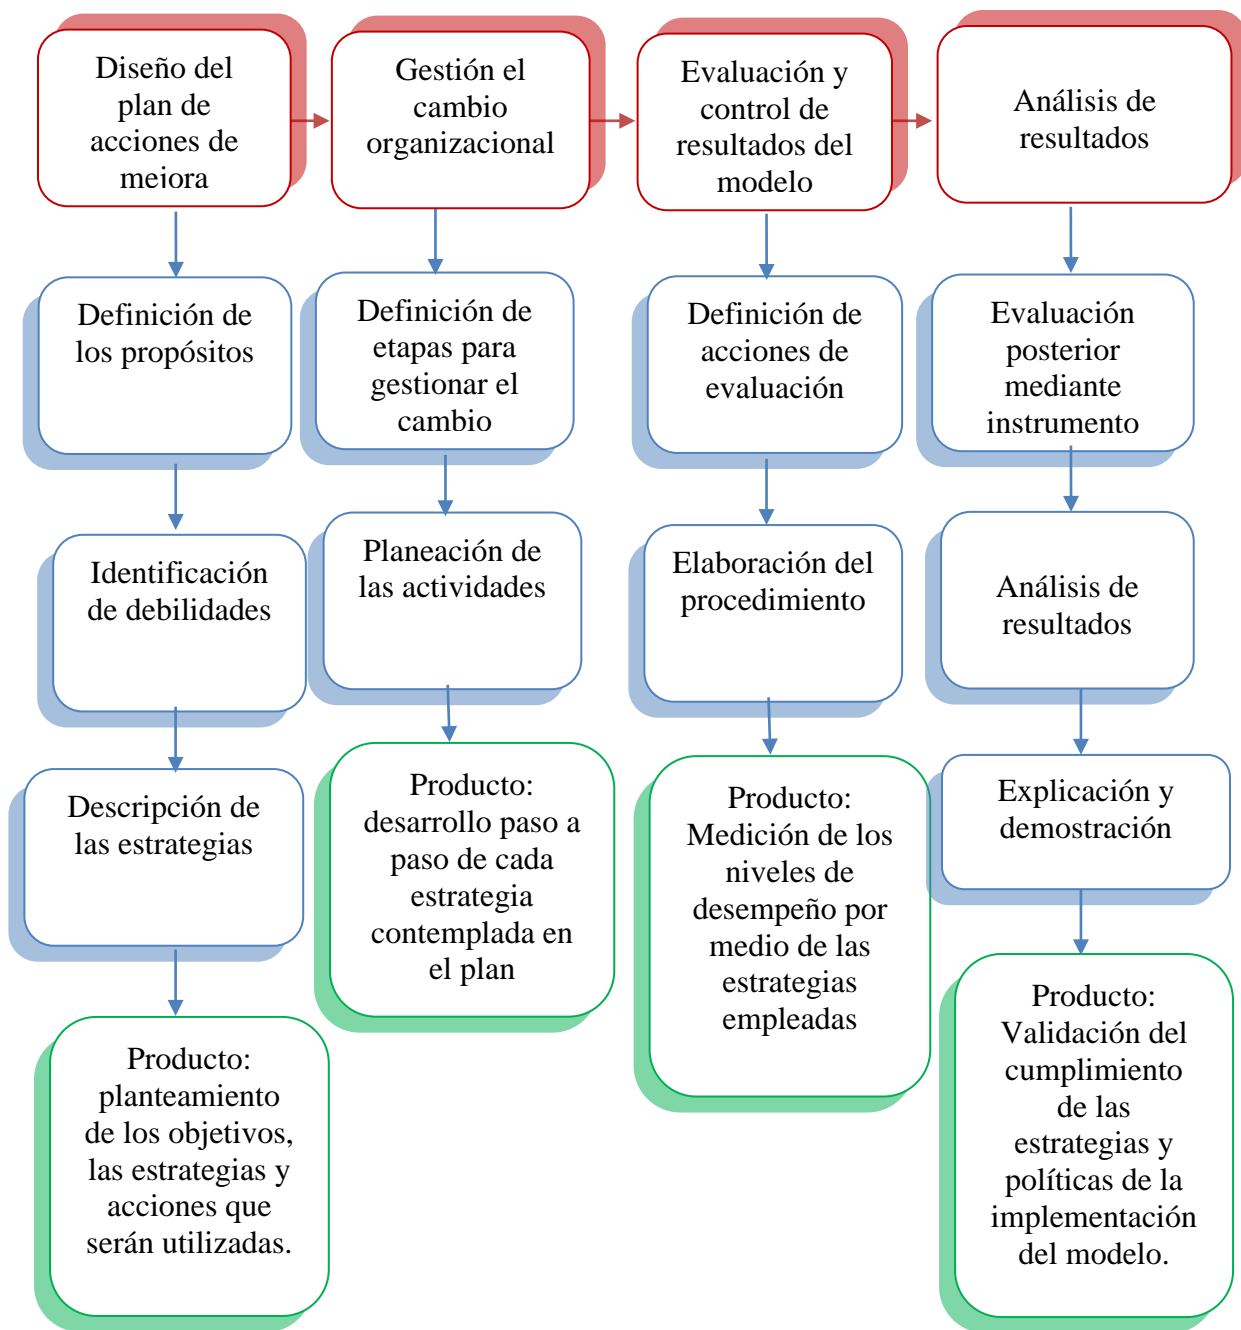 Diseño del
plan de
acciones de
mejora
Gestión el
cambio
organizacional
Evaluación y
control de
resultados del
modelo
Análisis de
resultados
Definición de
los propósitos
Definición de
etapas para
gestionar el
cambio
Definición de
acciones de
evaluación
Evaluación
posterior
mediante
instrumento
Identificación
de debilidades
Planeación de
las actividades
Elaboración del
procedimiento
Análisis de
resultados
Descripción de
las estrategias
Producto:
desarrollo paso a
paso de cada
estrategia
contemplada en
el plan
Producto:
Medición de los
niveles de
desempeño por
medio de las
estrategias
empleadas
Explicación y
demostración
Producto:
planteamiento
de los objetivos,
las estrategias y
acciones que
serán utilizadas.
Producto:
Validación del
cumplimiento
de las
estrategias y
políticas de la
implementación
del modelo.